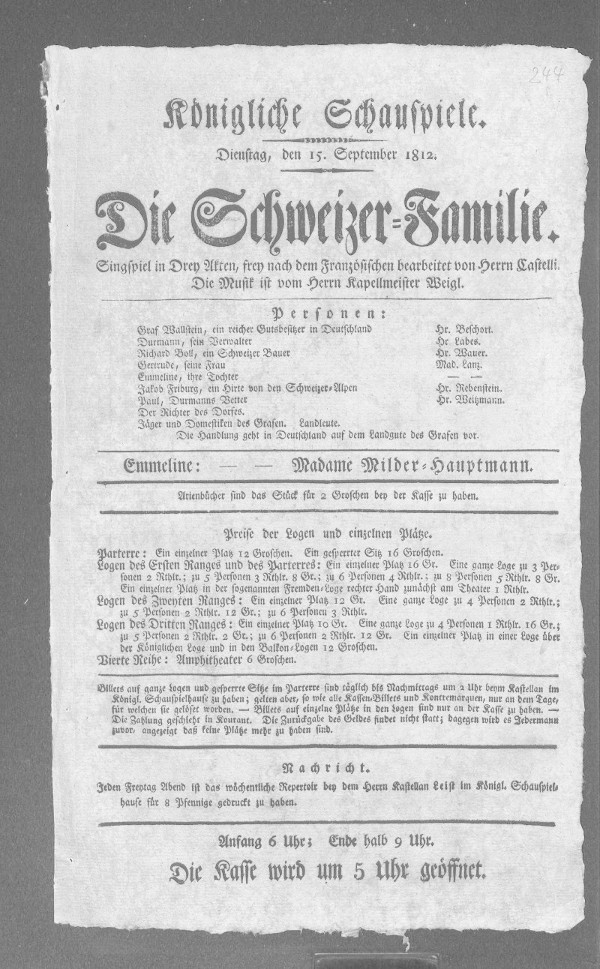 244
Königliche Schauspiele.
Dienstag, den 15. September 1812.
Die Schweizer-Familie.
Singspiel in Drey Akten, frey nach dem Französischen bearbeitet von Herrn Castelli.
Die Musik ist vom Herrn Kapellmeister Weigl.
Personen:
Graf Wallstein, ein reicher Gutsbesitzer in Deutschland Hr. Beschort.
Durmann, sein Verwalter Hr. Labes.
Richard Boll, ein Schweizer Bauer Hr. Wauer.
Gertrude, seine Frau Mad. Lanz.
Emmeline, ihre Tochter — —
Jakob Friburg, ein Hirte von den Schweizer-Alpen Hr. Rebenstein.
Paul, Durmanns Vetter Hr. Weitzmann.
Der Richter des Dorfes.
Jäger und Domestiken des Grafen. Landleute.
Die Handlung geht in Deutschland auf dem Landgute des Grafen vor.
Emmeline: — — Madame Milder-Hauptmann.
Arienbücher sind das Stück für 2 Groschen bey der Kasse zu haben.
Preise der Logen und einzelnen Plätze.
Parterre: Ein einzelner Platz 12 Groschen. Ein gesperrter Sitz 16 Groschen.
Logen des Ersten Ranges und des Parterres: Ein einzelner Platz 16 Gr. Eine ganze Loge zu 3 Per-
sonen 2 Rthlr.; zu 5 Personen 3 Rthlr. 8 Gr.; zu 6 Personen 4 Rthlr.; zu 8 Personen 5 Rthlr. 8 Gr.
Ein einzelner Platz in der sogenannten Fremden-Loge rechter Hand zunächst am Theater 1 Rthlr.
Logen des Zweyten Ranges: Ein einzelner Platz 12 Gr. Eine ganze Loge zu 4 Personen 2 Rthlr.;
zu 5 Personen 2 Rthlr. 12 Gr.; zu 6 Personen 3 Rthlr.
Logen des Dritten Ranges: Ein einzelner Platz 10 Gr. Eine ganze Loge zu 4 Personen 1 Rthlr. 16 Gr.;
zu 5 Personen 2 Rthlr. 2 Gr.; zu 6 Personen 2 Rthlr. 12 Gr. Ein einzelner Platz in einer Loge über
der Königlichen Loge und in den Balkon-Logen 12 Groschen.
Vierte Reihe: Amphitheater 6 Groschen.
Billets auf ganze Logen und gesperrte Sitze im Parterre sind täglich bis Nachmittags um 2 Uhr beym Kastellan im
Königl. Schauspielhause zu haben; gelten aber, so wie alle Kassen-Billets und Kontremarquen, nur an dem Tage,
für welchen sie gelöset worden. — Billets auf einzelne Plätze in den Logen sind nur an der Kasse zu haben. —
Die Zahlung geschieht in Kourant. Die Zurückgabe des Geldes findet nicht statt; dagegen wird es Jedermann
zuvor angezeigt daß keine Plätze mehr zu haben sind.
Nachricht.
Jeden Freytag Abend ist das wöchentliche Repertoir bey dem Herrn Kastellan Leist im Königl. Schauspiel-
hause für 8 Pfennige gedruckt zu haben.
Anfang 6 Uhr; Ende halb 9 Uhr.
Die Kasse wird um 5 Uhr geöffnet.